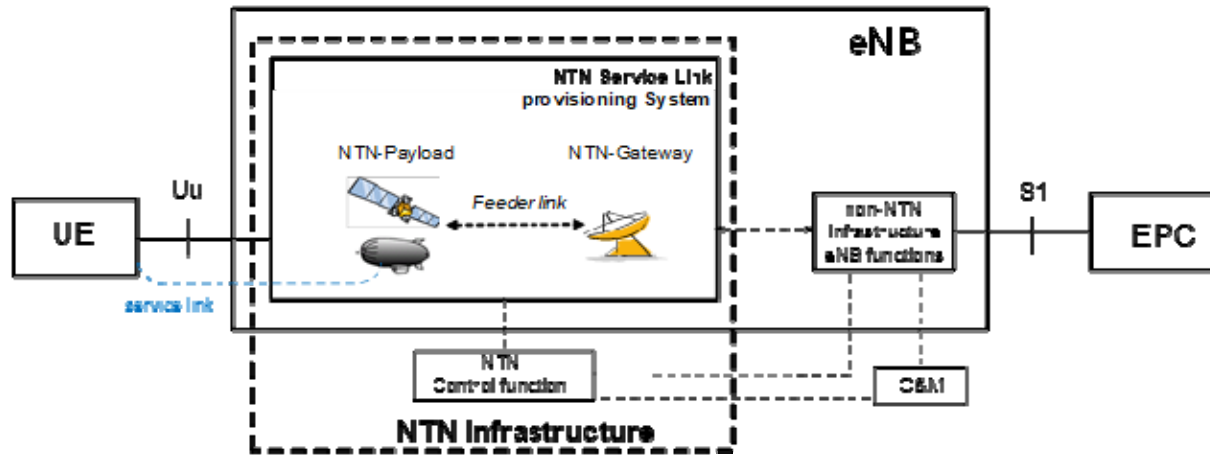 eNB
NTN Service Link
provisioning System
NTN-Payload
NTN-Gateway
Uu
Feeder link
S1
UE
non-NTN
Infrastructure
eNB functions
EPC
service link
NTN
Control function
O&M
NTN Infrastructure